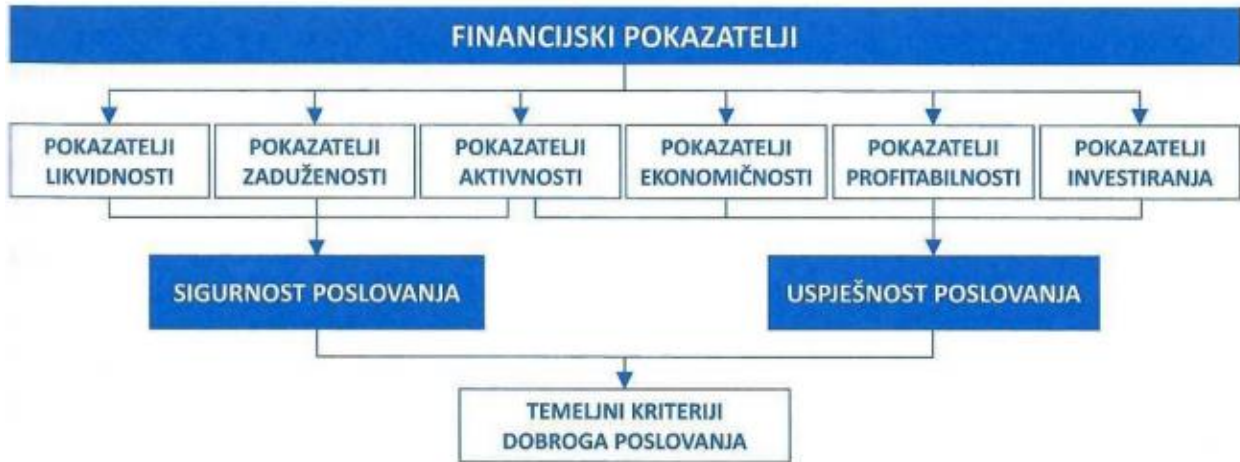 FINANCIJSKI POKAZATELJI
POKAZATELJI
LIKVIDNOSTI
POKAZATELJI
ZADUŽENOSTI
POKAZATELJI
AKTIVNOSTI
POKAZATELJI
EKONOMIČNOSTI
POKAZATELJI
PROFITABILNOSTI
POKAZATELJI
INVESTIRANJA
SIGURNOST POSLOVANJA
USPJEŠNOST POSLOVANJA
TEMELJNI KRITERIJI
DOBROGA POSLOVANJA